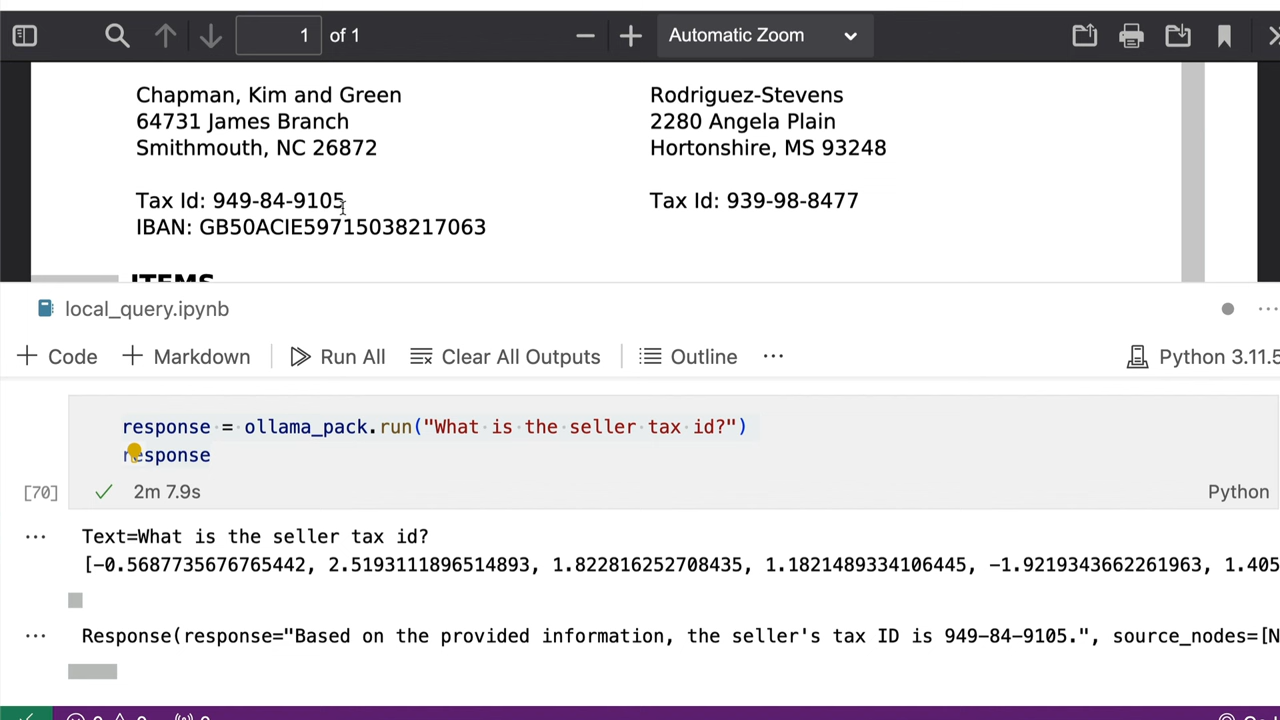 1 of 1
Automatic Zoom
Chapman, Kim and Green
64731 James Branch
Smithmouth, NC 26872
Tax Id: 949-84-9105
IBAN: GB50ACIE59715038217063
Rodriguez-Stevens
2280 Angela Plain
Hortonshire, MS 93248
Tax Id: 939-98-8477
ITEMS
local_query.ipynb
+ Code + Markdown Run All Clear All Outputs Outline ... Python 3.11.5
response = ollama_pack.run("What is the seller tax id?")
response
[70] 2m 7.9s Python
Text=What is the seller tax id?
[-0.5687735676765442, 2.5193111896514893, 1.822816252708435, 1.1821489334106445, -1.9219343662261963, 1.405
Response(response="Based on the provided information, the seller's tax ID is 949-84-9105.", source_nodes=[N